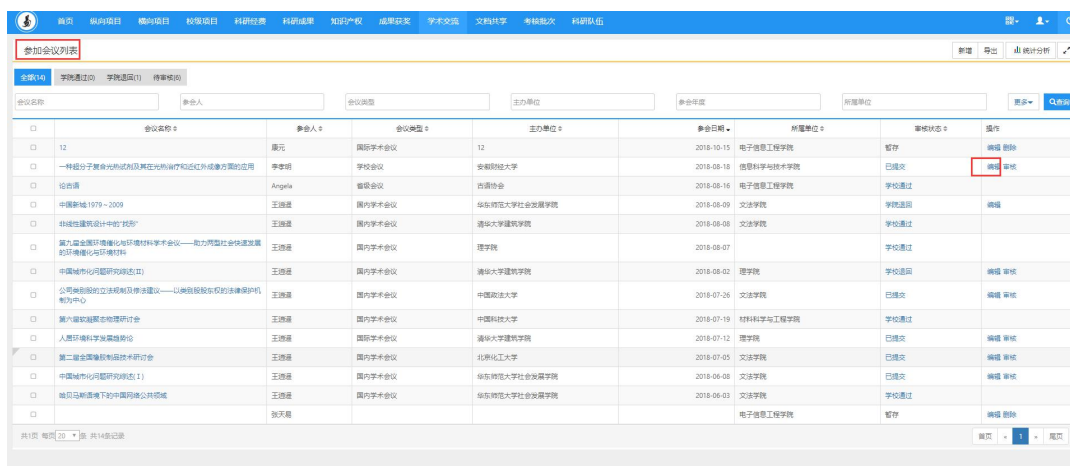 首页 纵向项目 横向项目 校级项目 科研经费 科研成果 知识产权 成果获奖 学术交流 文档共享 考核批次 科研队伍
参加会议列表 新增 导出 统计分析
全部(14) 学院通过(0) 学院退回(1) 待审核(6)
会议名称 参会人 会议类型 主办单位 参会年度 所属单位 更多 查询
会议名称 参会人 会议类型 主办单位 参会日期 所属单位 审核状态 操作
12 康元 国际学术会议 12 2018-10-15 电子信息工程学院 暂存 编辑 删除
一种超分子复合光热试剂及其在光热治疗和近红外成像方面的应用 李孝明 学校会议 安徽财经大学 2018-08-18 信息科学与技术学院 已提交 编辑 审核
论古语 Angela 省级会议 古语协会 2018-08-16 电子信息工程学院 学校通过
中国新城:1979～2009 王逍遥 国内学术会议 华东师范大学社会发展学院 2018-08-09 文法学院 学院退回 编辑
非线性建筑设计中的"找形" 王逍遥 国内学术会议 清华大学建筑学院 2018-08-08 文法学院 学校通过
第九届全国环境催化与环境材料学术会议——助力两型社会快速发展
的环境催化与环境材料 王逍遥 国内学术会议 理学院 2018-08-07 学校通过
中国城市化问题研究综述(II) 王逍遥 国内学术会议 清华大学建筑学院 2018-08-02 理学院 学校退回 编辑 审核
公司类别股的立法规制及修法建议——以类别股股东权的法律保护机
制为中心 王逍遥 国内学术会议 中国政法大学 2018-07-26 文法学院 已提交 编辑 审核
第六届软凝聚态物理研讨会 王逍遥 国内学术会议 中国科技大学 2018-07-19 材料科学与工程学院 学校通过
人居环境科学发展趋势论 王逍遥 国际学术会议 清华大学建筑学院 2018-07-12 理学院 已提交 编辑 审核
第二届全国橡胶制品技术研讨会 王逍遥 国内学术会议 北京化工大学 2018-07-05 文法学院 已提交 编辑 审核
中国城市化问题研究综述(I) 王逍遥 国内学术会议 华东师范大学社会发展学院 2018-06-08 文法学院 已提交 编辑 审核
哈贝马斯语境下的中国网络公共领域 王逍遥 国内学术会议 华东师范大学社会发展学院 2018-06-03 文法学院 学校通过
张天易 电子信息工程学院 暂存 编辑 删除
共1页 每页 20 条 共14条记录 首页 « 1 » 尾页